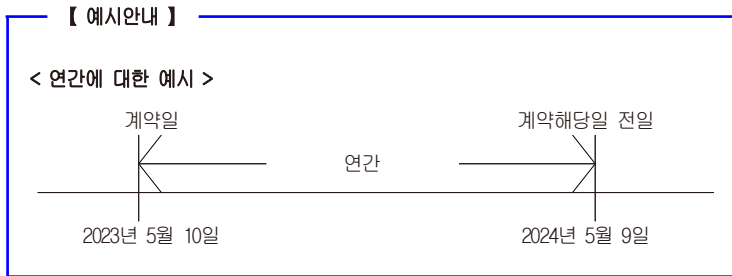 【 예시안내 】
< 연간에 대한 예시 >
계약일 계약해당일 전일
연간
2023년 5월 10일 2024년 5월 9일